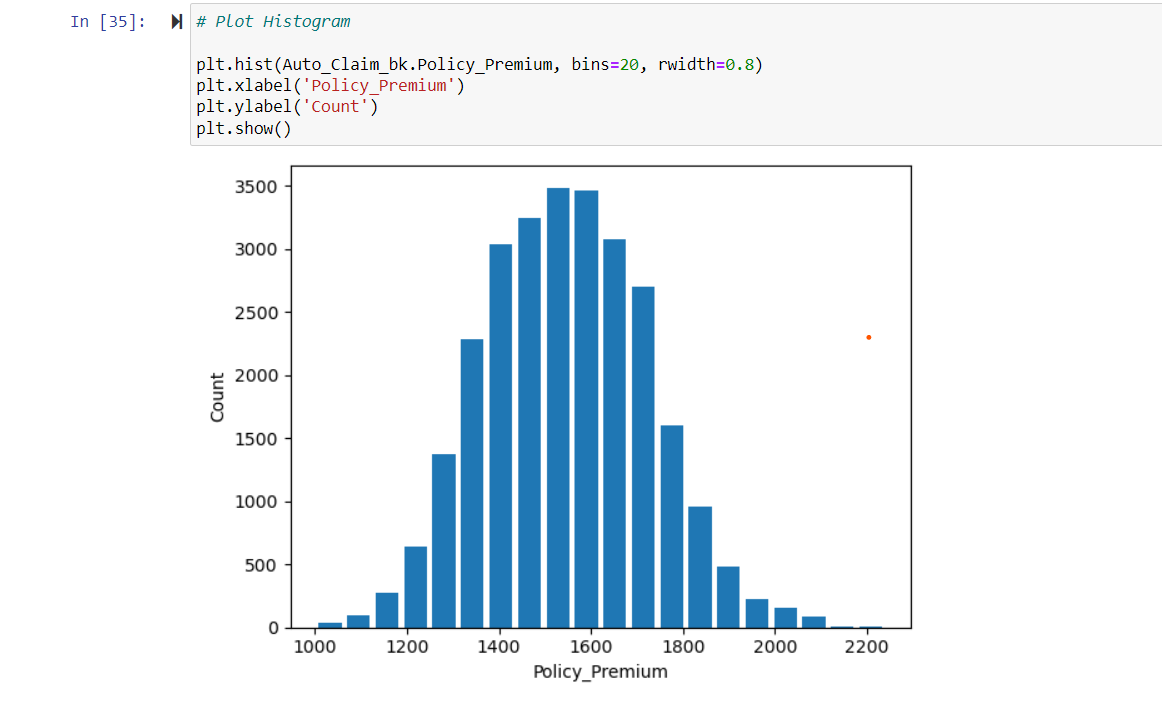 In [35]:
# Plot Histogram
plt.hist(Auto_Claim_bk.Policy_Premium, bins=20, rwidth=0.8)
plt.xlabel('Policy_Premium')
plt.ylabel('Count')
plt.show()
3500
3000
2500
2000
1500
1000
500
0
Count
1000 1200 1400 1600 1800 2000 2200
Policy_Premium